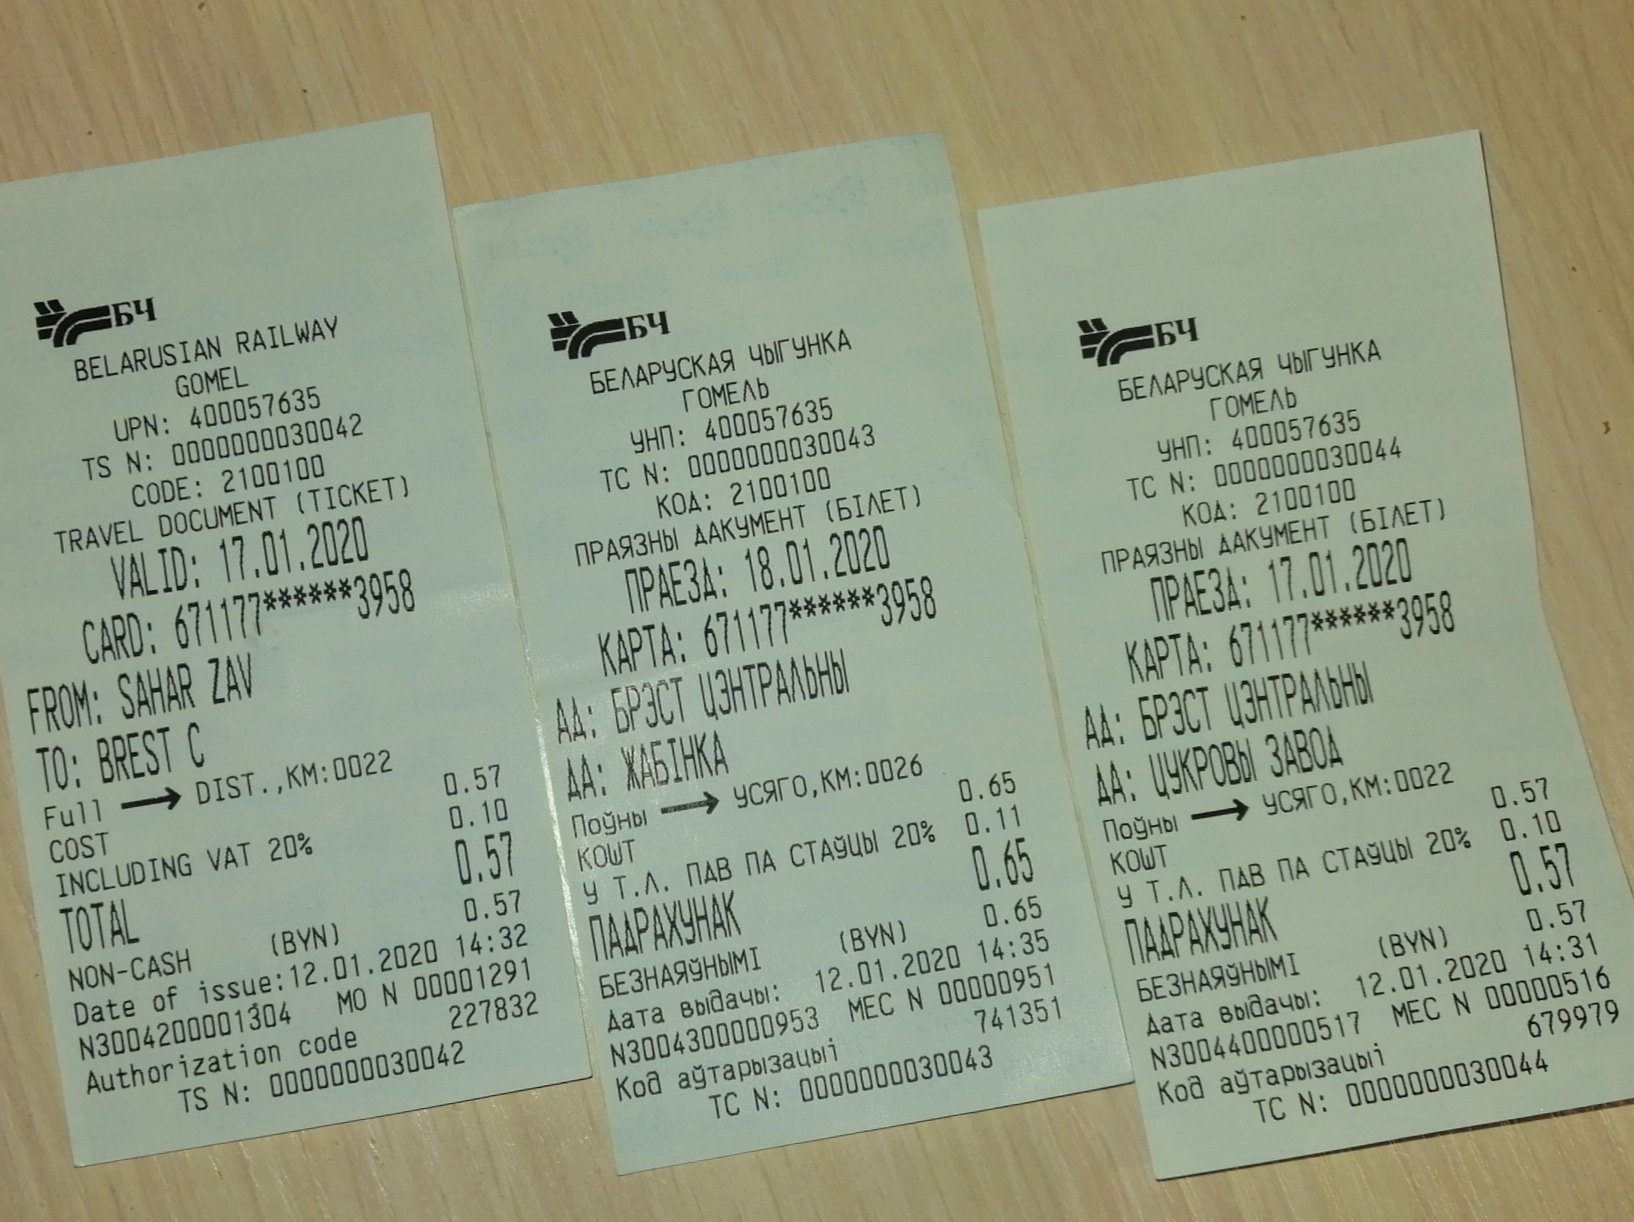 БЧ
BELARUSIAN RAILWAY
GOMEL
UPN: 400057635
TS N: 0000000030042
CODE: 2100100
TRAVEL DOCUMENT (TICKET)
VALID: 17.01.2020
CARD: 671177******3958
FROM: SAHAR ZAV
TO: BREST C
Full → DIST.,KM:0022
COST 0.57
INCLUDING VAT 20% 0.10
TOTAL 0.57
NON-CASH (BYN) 0.57
Date of issue:12.01.2020 14:32
N3004200001304 MO N 00001291
Authorization code 227832
TS N: 0000000030042
БЧ
БЕЛАРУСКАЯ ЧЫГУНКА
ГОМЕЛЬ
УНП: 400057635
ТС N: 0000000030043
КОД: 2100100
ПРАЯЗНЫ ДАКУМЕНТ (БІЛЕТ)
ПРАЕЗД: 18.01.2020
КАРТА: 671177******3958
АД: БРЭСТ ЦЭНТРАЛЬНЫ
ДА: ЖАБІНКА
Поўны → УСЯГО,КМ:0026
КОШТ 0.65
У Т.Л. ПДВ ПА СТАЎЦЫ 20% 0.11
ПАДРАХУНАК 0.65
БЕЗНАЯЎНЫМІ (BYN) 0.65
Дата выдачы: 12.01.2020 14:35
N3004300000953 МЕС N 00000951
Код аўтарызацыі 741351
ТС N: 0000000030043
БЧ
БЕЛАРУСКАЯ ЧЫГУНКА
ГОМЕЛЬ
УНП: 400057635
ТС N: 0000000030044
КОД: 2100100
ПРАЯЗНЫ ДАКУМЕНТ (БІЛЕТ)
ПРАЕЗД: 17.01.2020
КАРТА: 671177******3958
АД: БРЭСТ ЦЭНТРАЛЬНЫ
ДА: ЦУКРОВЫ ЗАВОД
Поўны → УСЯГО,КМ:0022
КОШТ 0.57
У Т.Л. ПДВ ПА СТАЎЦЫ 20% 0.10
ПАДРАХУНАК 0.57
БЕЗНАЯЎНЫМІ (BYN) 0.57
Дата выдачы: 12.01.2020 14:31
N3004400000517 МЕС N 00000516
Код аўтарызацыі 679979
ТС N: 0000000030044